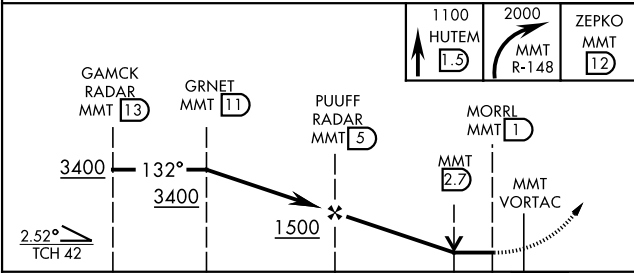 1100
HUTEM
1.5
2000
MMT
R-148
ZEPKO
MMT
12
GAMCK
RADAR
MMT 13
GRNET
MMT 11
PUUFF
RADAR
MMT 5
MORRL
MMT 1
MMT
2.7
MMT
VORTAC
3400
132°
3400
1500
2.52°
TCH 42